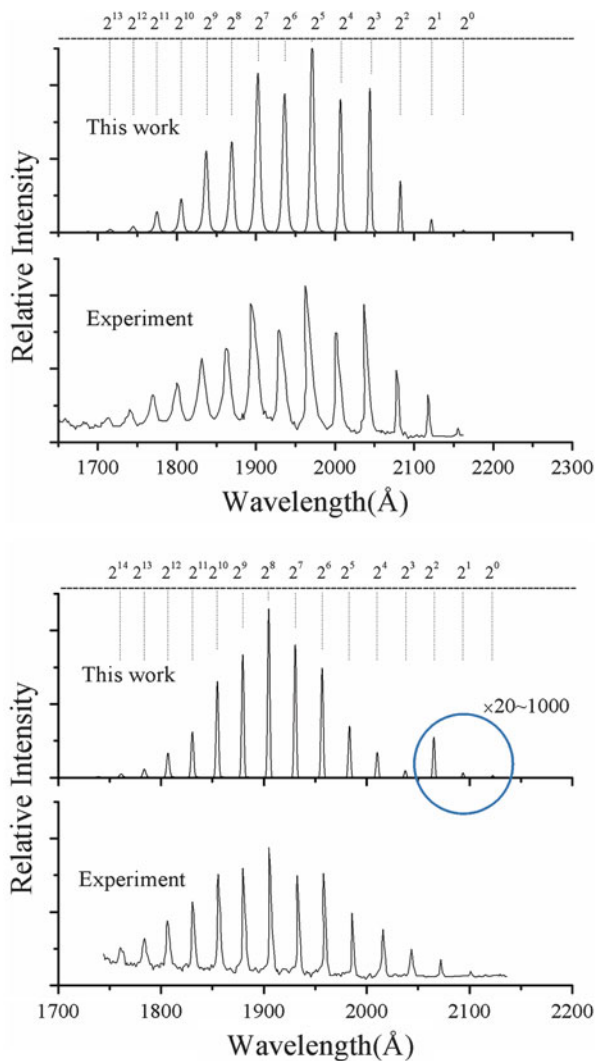 2¹³ 2¹² 2¹¹ 2¹⁰ 2⁹ 2⁸ 2⁷ 2⁶ 2⁵ 2⁴ 2³ 2² 2¹ 2⁰
This work
Experiment
Relative Intensity
1700 1800 1900 2000 2100 2200 2300
Wavelength(Å)
2¹⁴ 2¹³ 2¹² 2¹¹ 2¹⁰ 2⁹ 2⁸ 2⁷ 2⁶ 2⁵ 2⁴ 2³ 2² 2¹ 2⁰
This work
×20~1000
Experiment
Relative Intensity
1700 1800 1900 2000 2100 2200
Wavelength(Å)